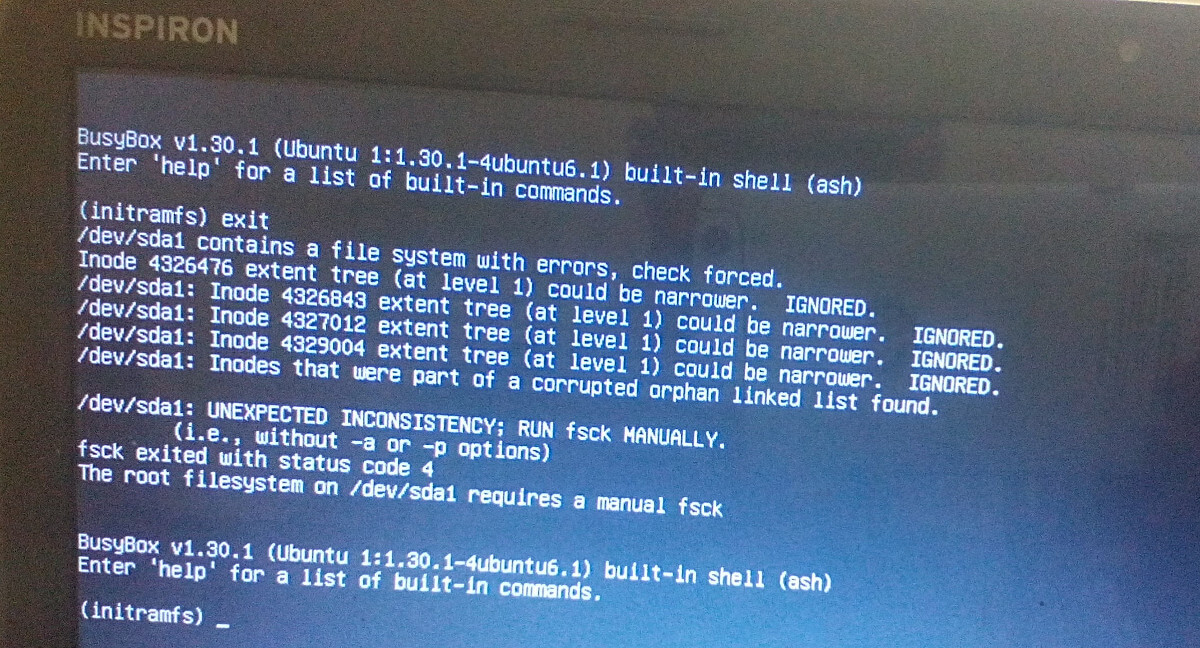 INSPIRON
BusyBox v1.30.1 (Ubuntu 1:1.30.1-4ubuntu6.1) built-in shell (ash)
Enter 'help' for a list of built-in commands.
(initramfs) exit
/dev/sda1 contains a file system with errors, check forced.
Inode 4326476 extent tree (at level 1) could be narrower.  IGNORED.
/dev/sda1: Inode 4326843 extent tree (at level 1) could be narrower.  IGNORED.
/dev/sda1: Inode 4327012 extent tree (at level 1) could be narrower.  IGNORED.
/dev/sda1: Inode 4329004 extent tree (at level 1) could be narrower.  IGNORED.
/dev/sda1: Inodes that were part of a corrupted orphan linked list found.
/dev/sda1: UNEXPECTED INCONSISTENCY; RUN fsck MANUALLY.
(i.e., without -a or -p options)
fsck exited with status code 4
The root filesystem on /dev/sda1 requires a manual fsck
BusyBox v1.30.1 (Ubuntu 1:1.30.1-4ubuntu6.1) built-in shell (ash)
Enter 'help' for a list of built-in commands.
(initramfs) _